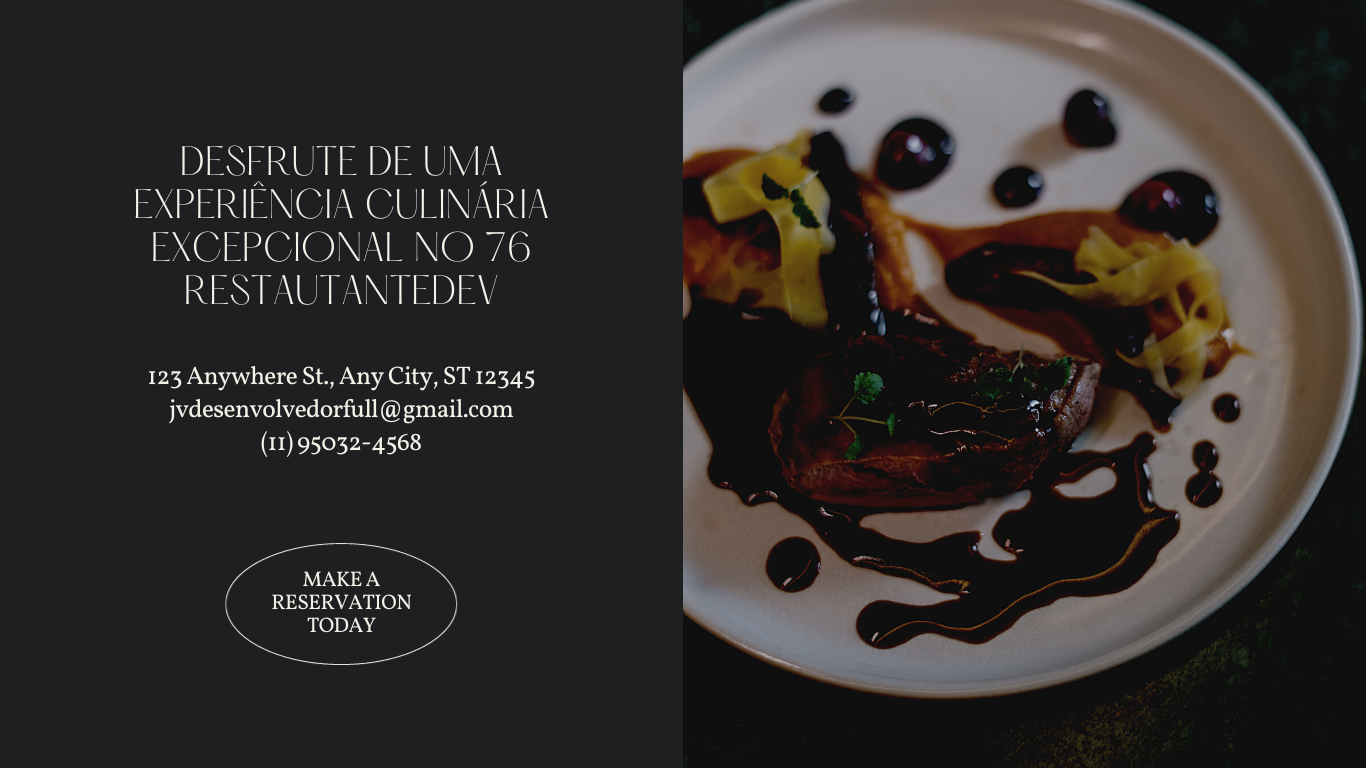 DESFRUTE DE UMA
EXPERIÊNCIA CULINÁRIA
EXCEPCIONAL NO 76
RESTAUTANTEDEV
123 Anywhere St., Any City, ST 12345
jvdesenvolvedorfull@gmail.com
(11) 95032-4568
MAKE A
RESERVATION
TODAY